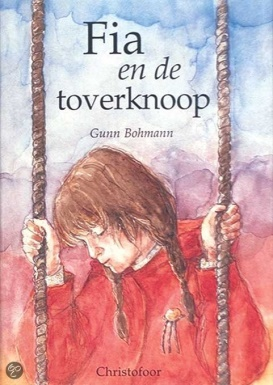 Fia
en de
toverknoop
Gunn Bohmann
Christofoor